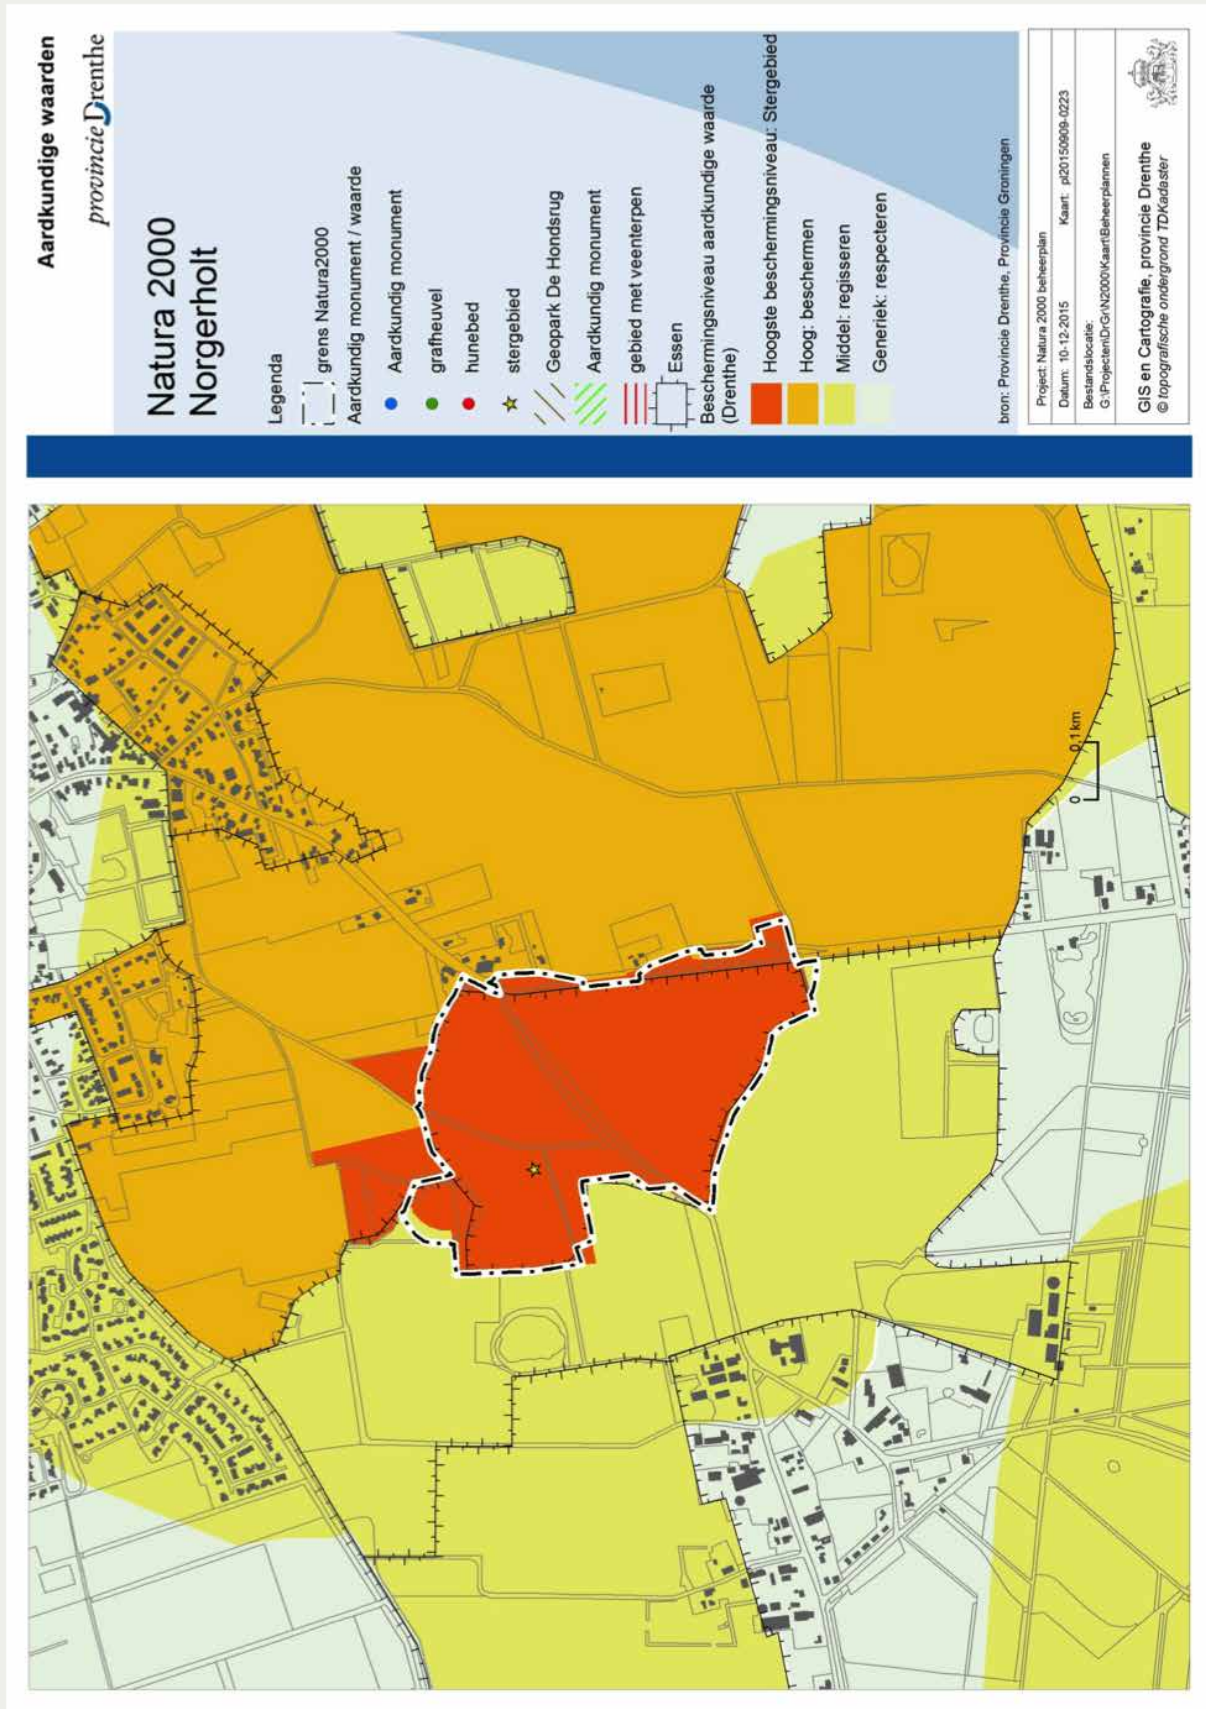 Aardkundige waarden
provincie Drenthe
Natura 2000
Norgerholt
Legenda
grens Natura2000
Aardkundig monument / waarde
Aardkundig monument
grafheuvel
hunebed
stergebied
Geopark De Hondsrug
Aardkundig monument
gebied met veenterpen
Essen
Beschermingsniveau aardkundige waarde
(Drenthe)
Hoogste beschermingsniveau: Stergebied
Hoog: beschermen
Middel: regisseren
Generiek: respecteren
bron: Provincie Drenthe, Provincie Groningen
Project: Natura 2000 beheerplan
Datum: 10-12-2015 Kaart: pl20150909-0223
Bestandslocatie:
G:\Projecten\DrGr\N2000\Kaart\Beheerplannen
GIS en Cartografie, provincie Drenthe
© topografische ondergrond TDKadaster
0 0,1 km